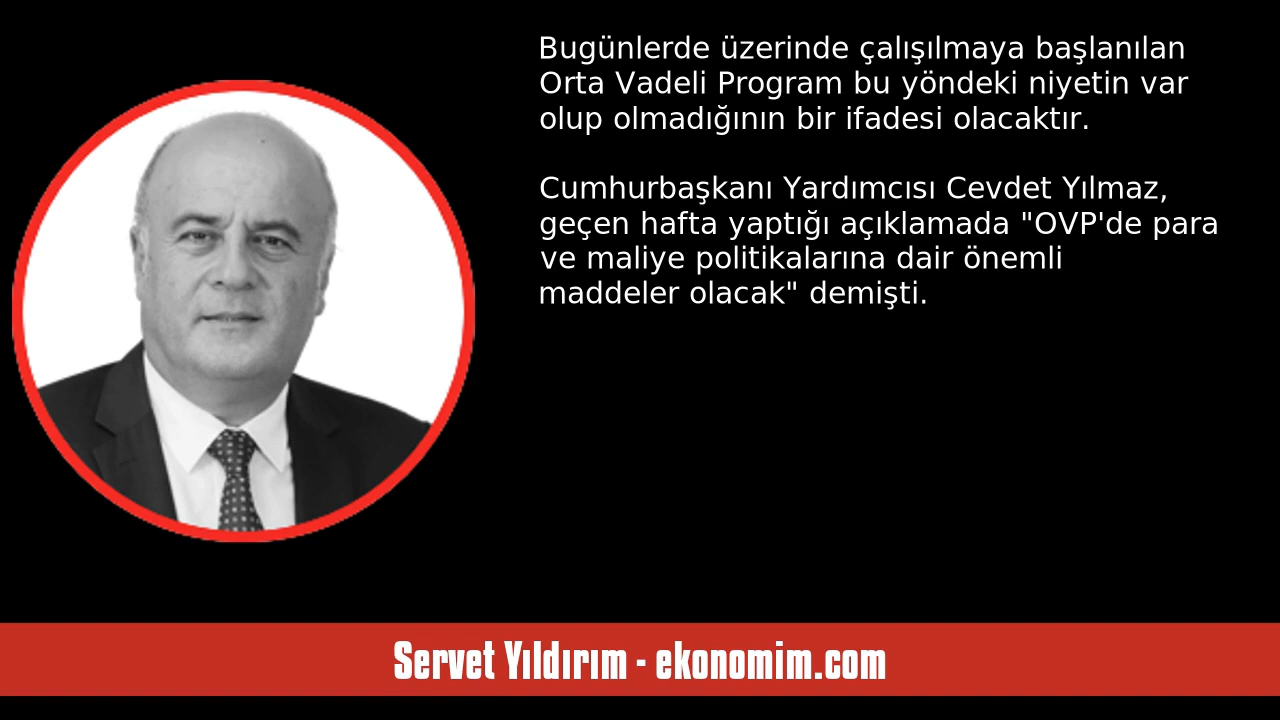 Bugünlerde üzerinde çalışılmaya başlanılan
Orta Vadeli Program bu yöndeki niyetin var
olup olmadığının bir ifadesi olacaktır.
Cumhurbaşkanı Yardımcısı Cevdet Yılmaz,
geçen hafta yaptığı açıklamada "OVP'de para
ve maliye politikalarına dair önemli
maddeler olacak" demişti.
Servet Yıldırım - ekonomim.com